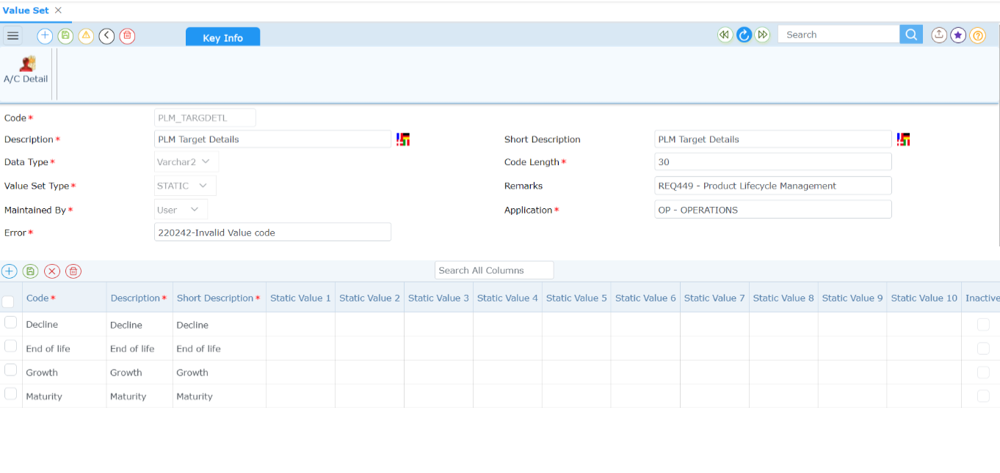 Value Set
Key Info
Search
A/C Detail
Code * PLM_TARGDETL
Description * PLM Target Details Short Description PLM Target Details
Data Type * Varchar2 Code Length * 30
Value Set Type * STATIC Remarks REQ449 - Product Lifecycle Management
Maintained By * User Application * OP - OPERATIONS
Error * 220242-Invalid Value code
Search All Columns
Code * Description * Short Description * Static Value 1 Static Value 2 Static Value 3 Static Value 4 Static Value 5 Static Value 6 Static Value 7 Static Value 8 Static Value 9 Static Value 10 Inactive
Decline Decline Decline
End of life End of life End of life
Growth Growth Growth
Maturity Maturity Maturity